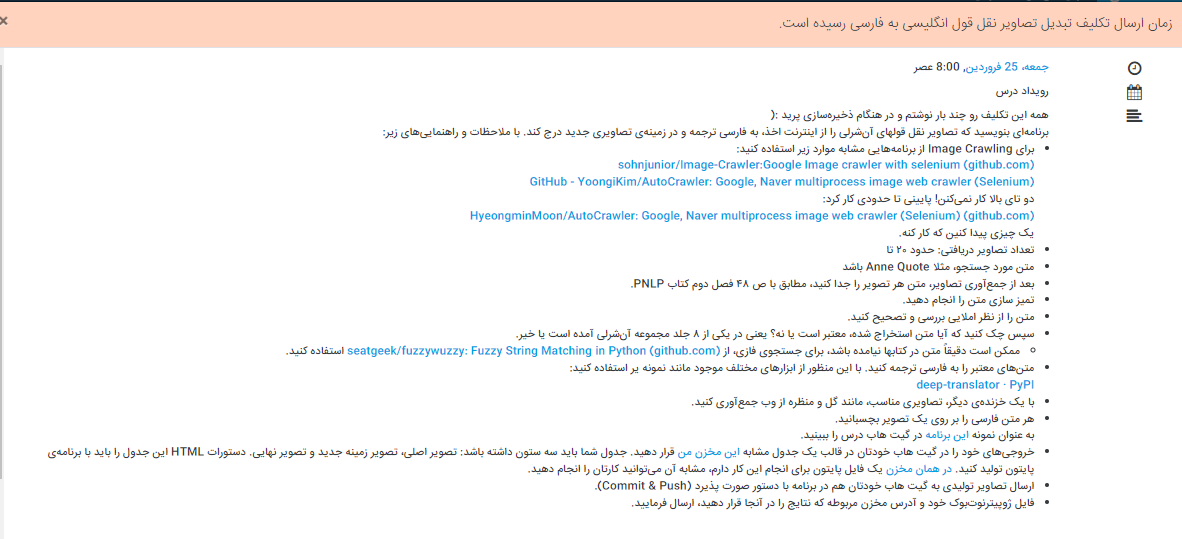 زمان ارسال تکلیف تبدیل تصاویر نقل قول انگلیسی به فارسی رسیده است.
جمعه، 25 فروردین, 8:00 عصر
رویداد درس
همه این تکلیف رو چند بار نوشتم و در هنگام ذخیره‌سازی پرید :(
برنامه‌ای بنویسید که تصاویر نقل قولهای آن‌شرلی را از اینترنت اخذ، به فارسی ترجمه و در زمینه‌ی تصاویری جدید درج کند. با ملاحظات و راهنمایی‌های زیر:
• برای Image Crawling از برنامه‌هایی مشابه موارد زیر استفاده کنید:
sohnjunior/Image-Crawler:Google Image crawler with selenium (github.com)
GitHub - YoongiKim/AutoCrawler: Google, Naver multiprocess image web crawler (Selenium)
دو تای بالا کار نمی‌کنن! پایینی تا حدودی کار کرد:
HyeongminMoon/AutoCrawler: Google, Naver multiprocess image web crawler (Selenium) (github.com)
یک چیزی پیدا کنین که کار کنه.
• تعداد تصاویر دریافتی: حدود ۲۰ تا
• متن مورد جستجو، مثلا Anne Quote باشد
• بعد از جمع‌آوری تصاویر، متن هر تصویر را جدا کنید، مطابق با ص ۴۸ فصل دوم کتاب PNLP.
• تمیز سازی متن را انجام دهید.
• متن را از نظر املایی بررسی و تصحیح کنید.
• سپس چک کنید که آیا متن استخراج شده، معتبر است یا نه؟ یعنی در یکی از ۸ جلد مجموعه آن‌شرلی آمده است یا خیر.
○ ممکن است دقیقاً متن در کتابها نیامده باشد، برای جستجوی فازی، از seatgeek/fuzzywuzzy: Fuzzy String Matching in Python (github.com) استفاده کنید.
• متن‌های معتبر را به فارسی ترجمه کنید. با این منظور از ابزارهای مختلف موجود مانند نمونه یر استفاده کنید:
deep-translator · PyPI
• با یک خزنده‌ی دیگر، تصاویری مناسب، مانند گل و منظره از وب جمع‌آوری کنید.
• هر متن فارسی را بر روی یک تصویر بچسبانید.
به عنوان نمونه این برنامه در گیت هاب درس را ببینید.
• خروجی‌های خود را در گیت هاب خودتان در قالب یک جدول مشابه این مخزن من قرار دهید. جدول شما باید سه ستون داشته باشد: تصویر اصلی، تصویر زمینه جدید و تصویر نهایی. دستورات HTML این جدول را باید با برنامه‌ی
پایتون تولید کنید. در همان مخزن یک فایل پایتون برای انجام این کار دارم، مشابه آن می‌توانید کارتان را انجام دهید.
• ارسال تصاویر تولیدی به گیت هاب خودتان هم در برنامه با دستور صورت پذیرد (Commit & Push).
• فایل ژوپیترنوت‌بوک خود و آدرس مخزن مربوطه که نتایج را در آنجا قرار دهید، ارسال فرمایید.